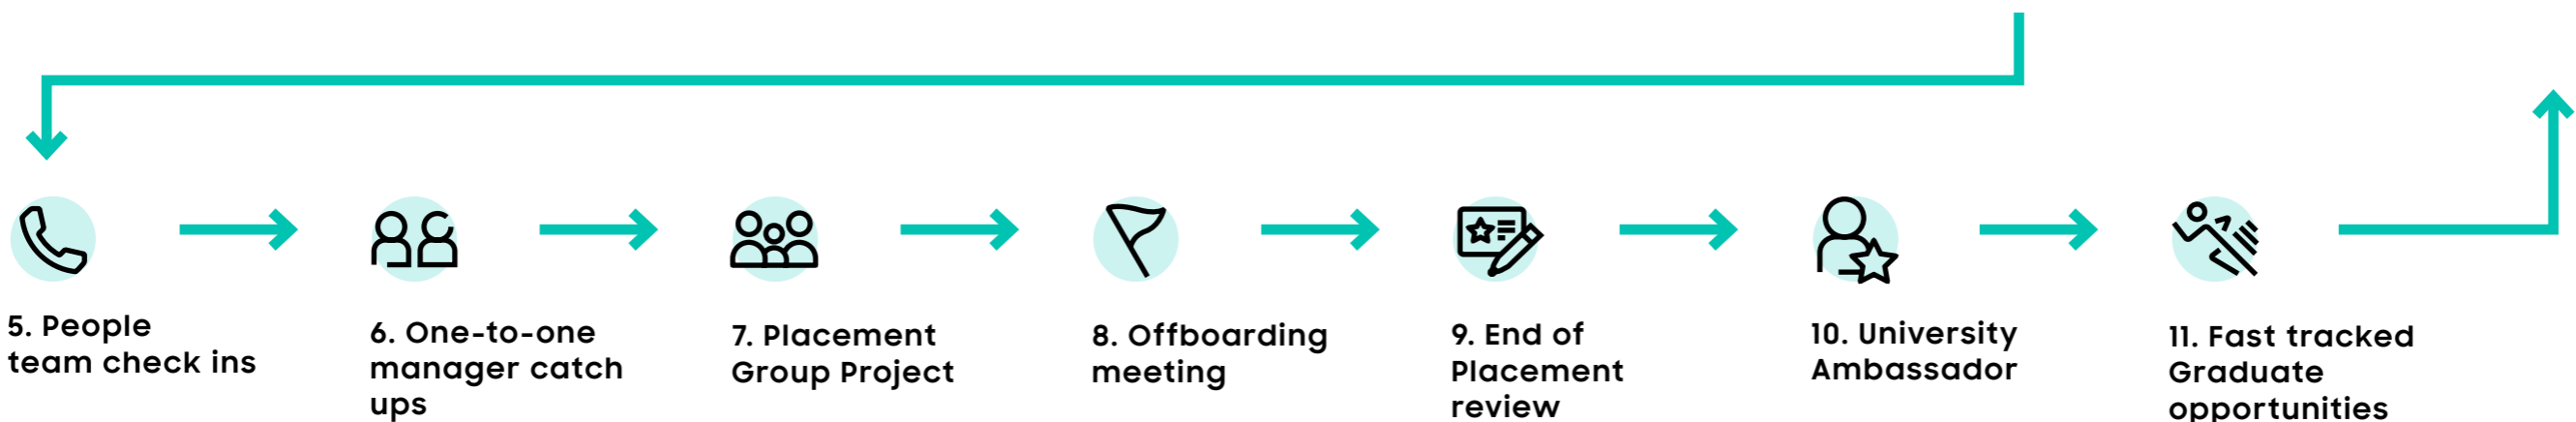 5. People
team check ins
6. One-to-one
manager catch
ups
7. Placement
Group Project
8. Offboarding
meeting
9. End of
Placement
review
10. University
Ambassador
11. Fast tracked
Graduate
opportunities